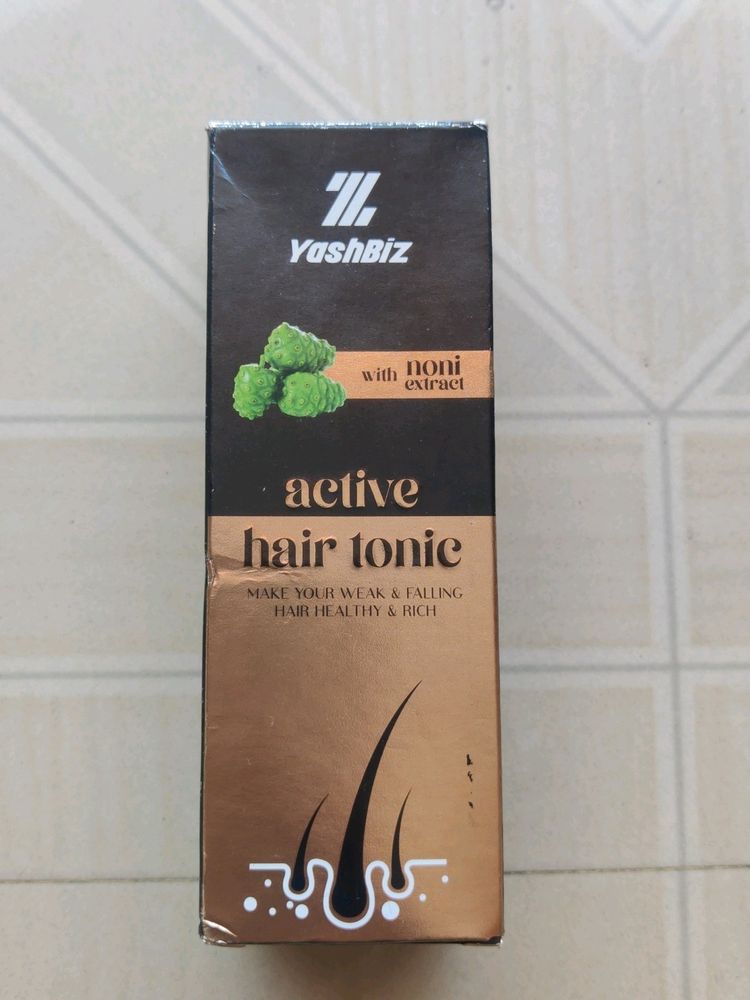 YashBiz
with noni
extract
active
hair tonic
MAKE YOUR WEAK & FALLING
HAIR HEALTHY & RICH